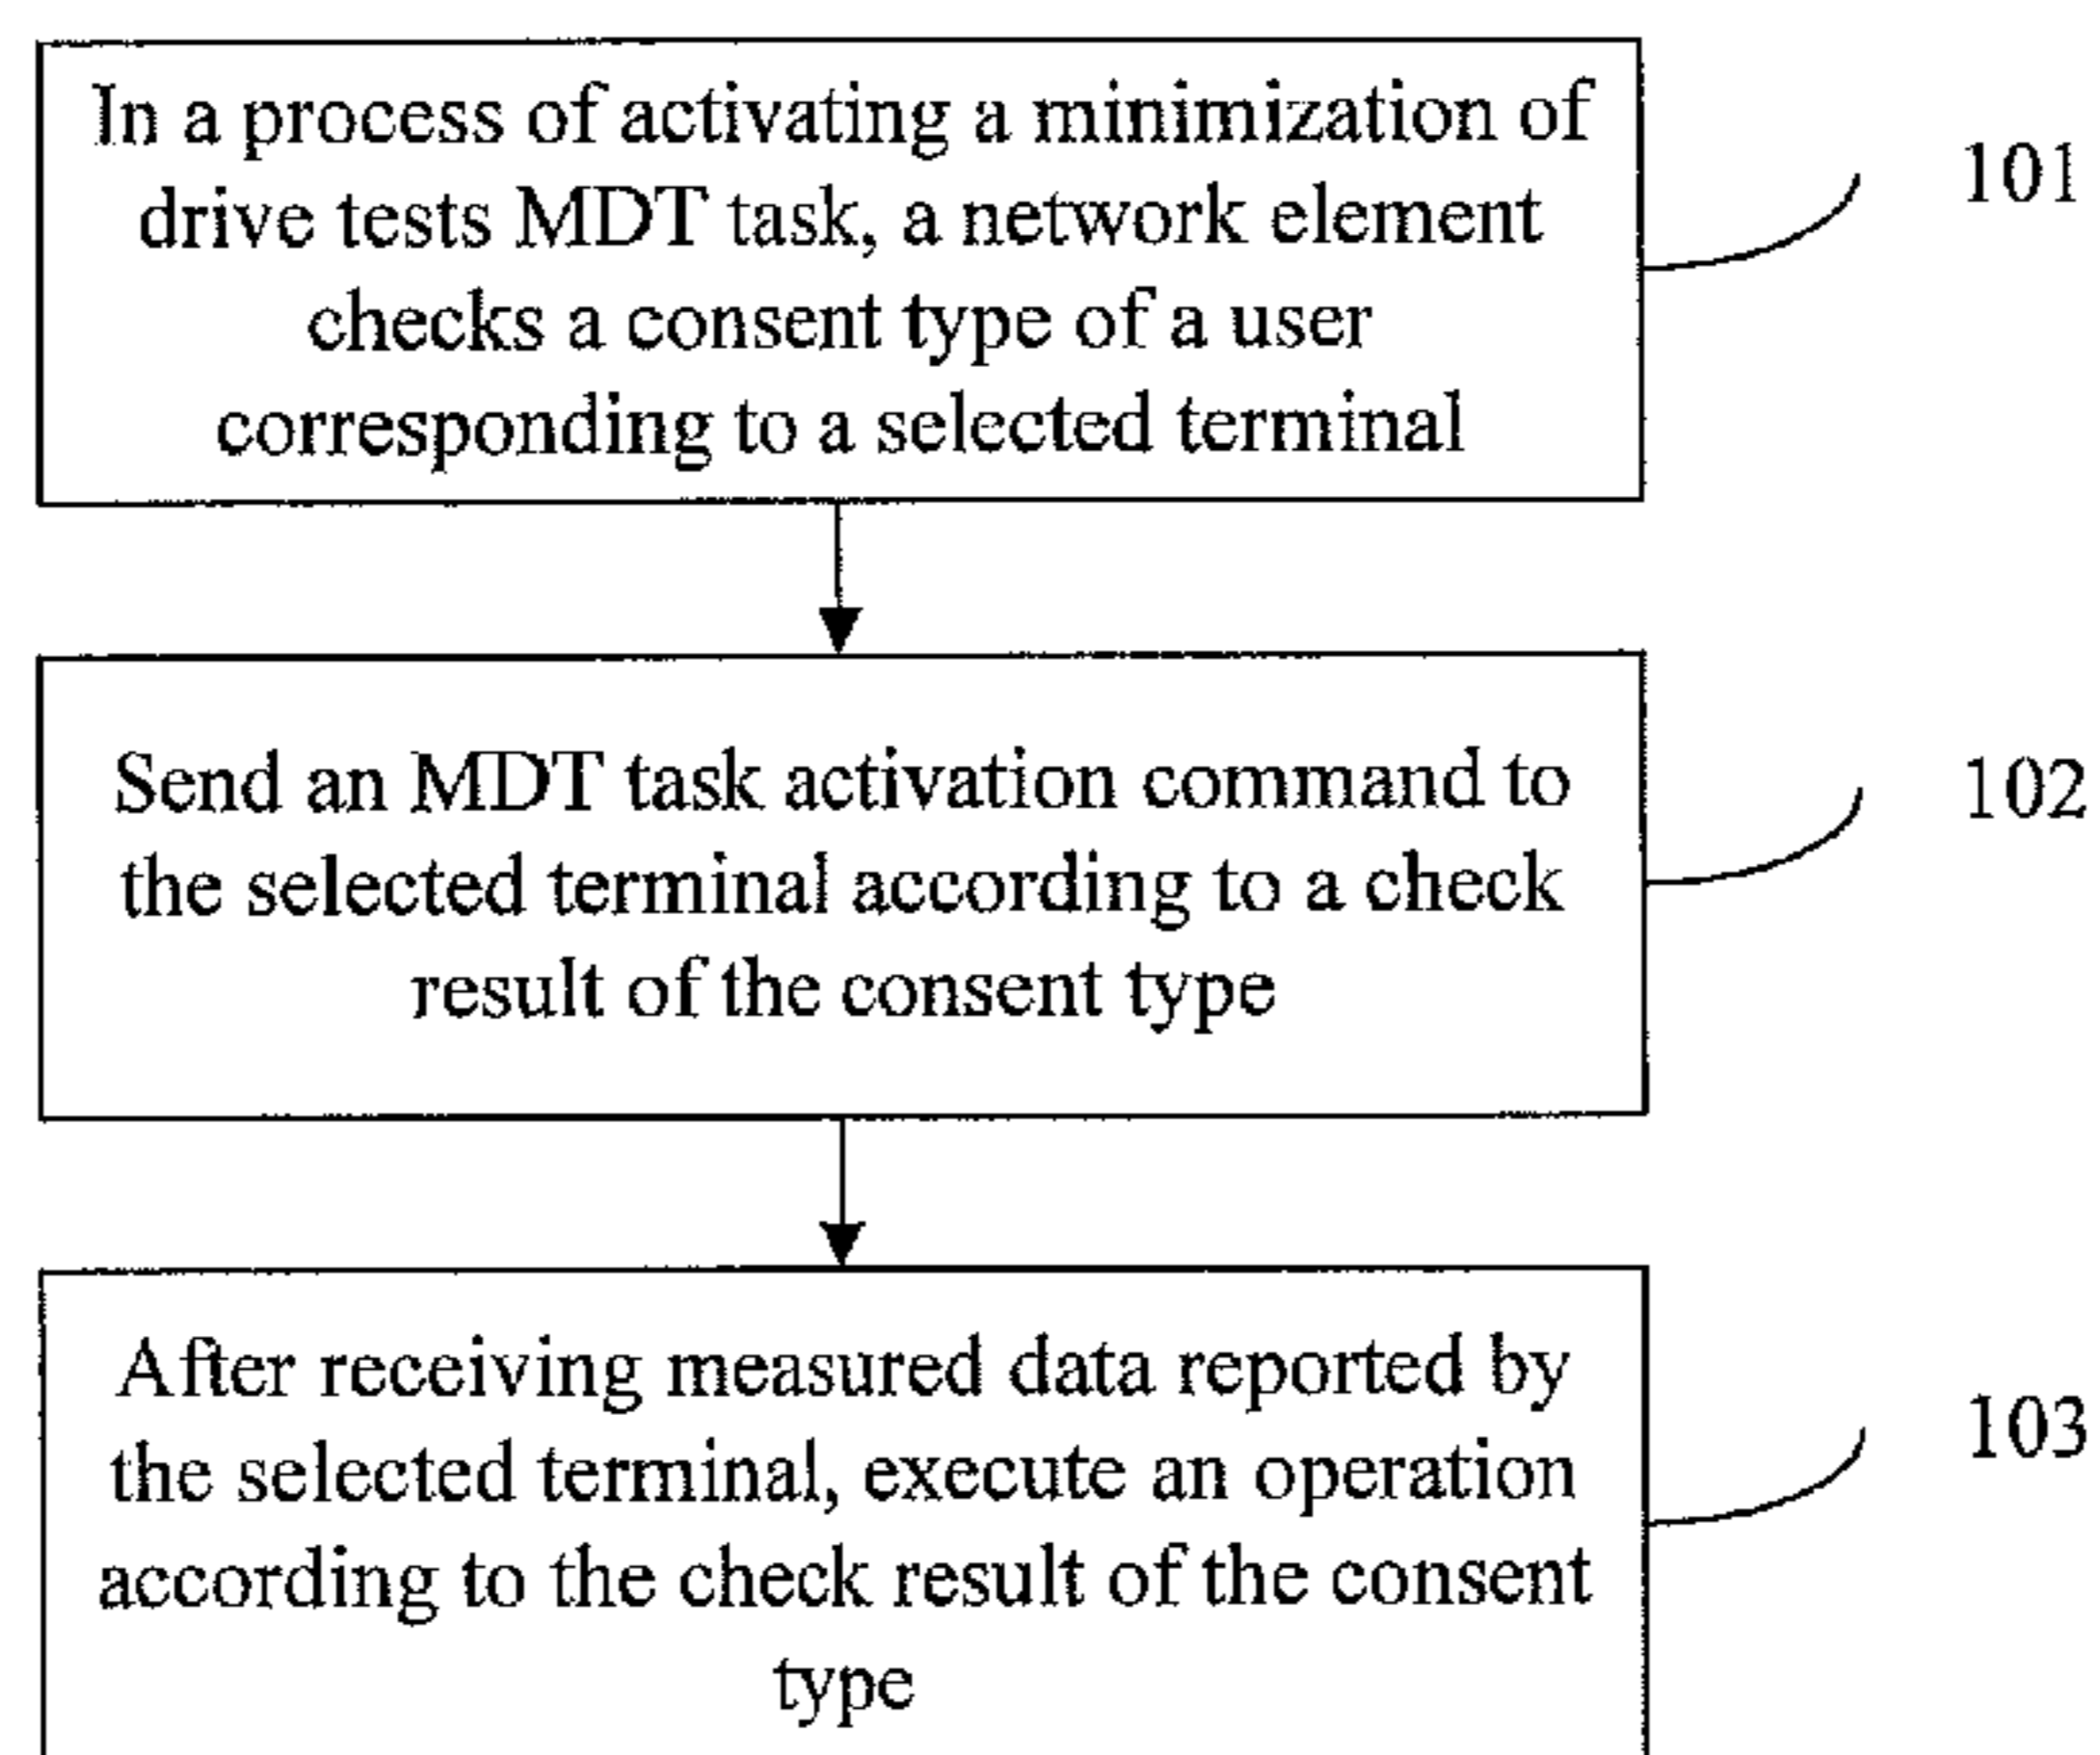 In a process of activating a minimization of
drive tests MDT task, a network element
checks a consent type of a user
corresponding to a selected terminal
101
Send an MDT task activation command to
the selected terminal according to a check
result of the consent type
102
After receiving measured data reported by
the selected terminal, execute an operation
according to the check result of the consent
type
103